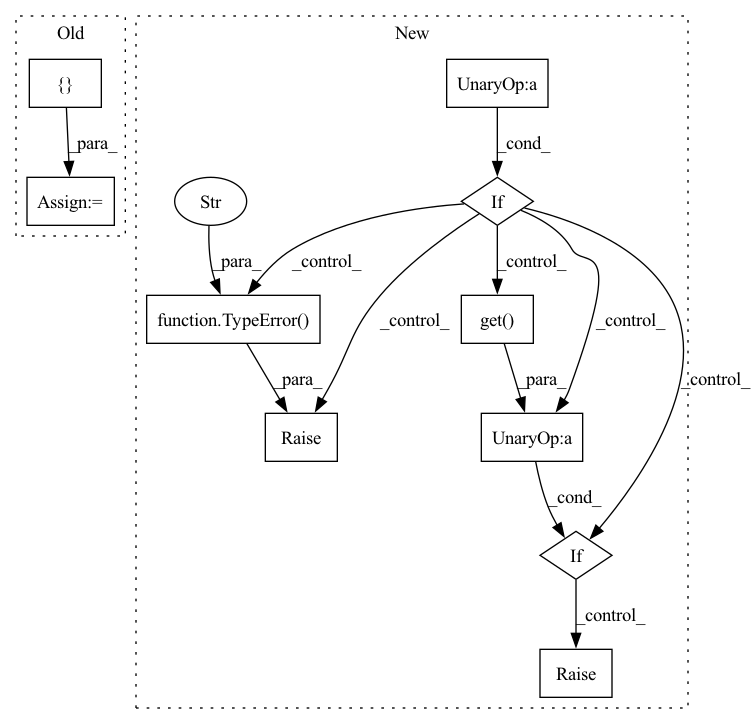 Old
New
{}
UnaryOp:a
_para_
_cond_
Assign:=
Str
If
_para_
_control_
_control_
function.TypeError()
get()
_control_
_control_
_control_
_para_
_para_
Raise
UnaryOp:a
_cond_
If
_control_
Raise